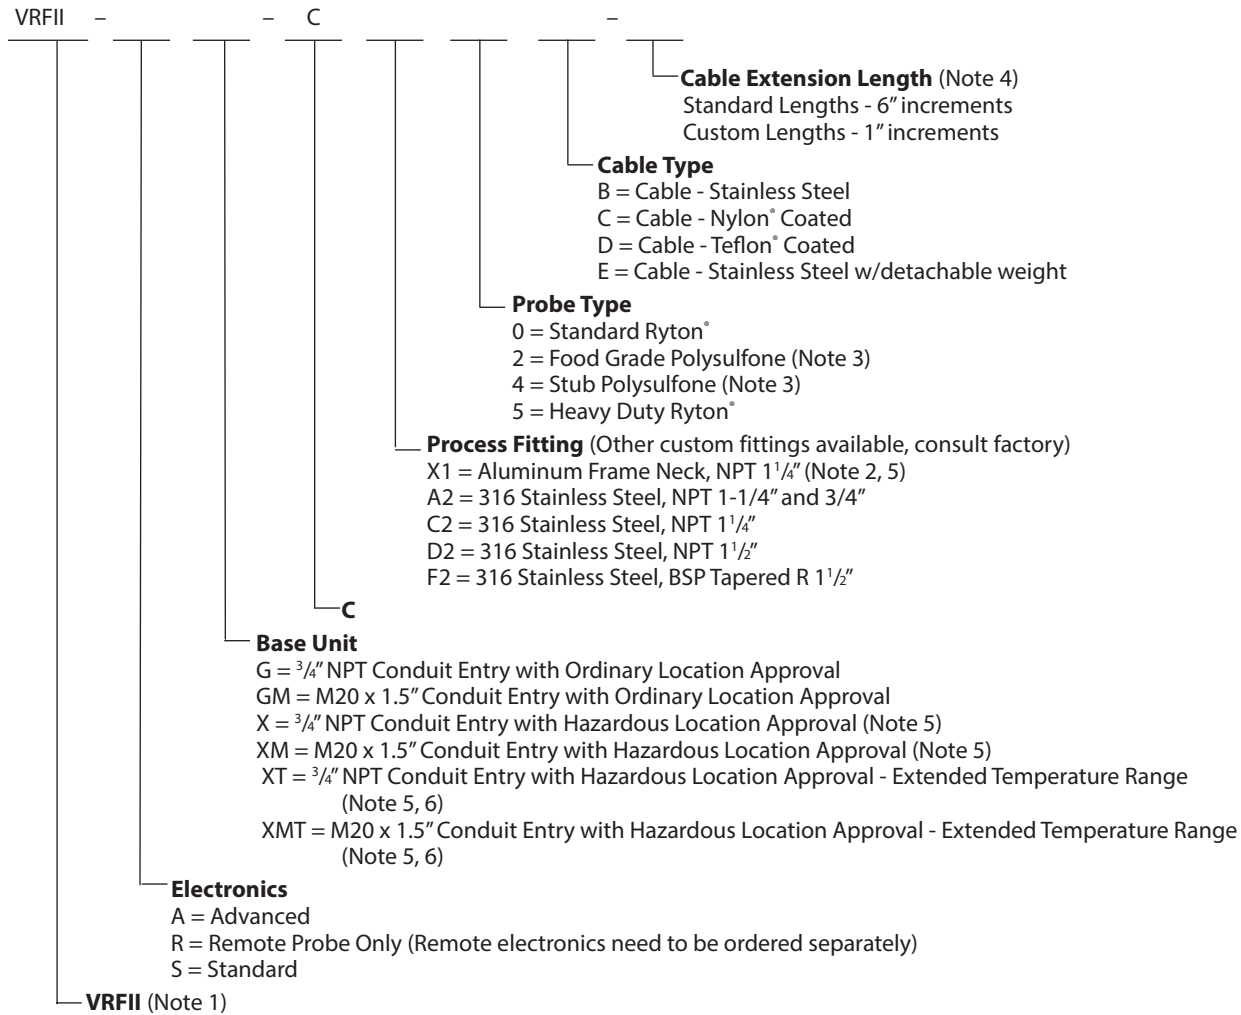 VRFII – – C –
Cable Extension Length (Note 4)
Standard Lengths - 6" increments
Custom Lengths - 1" increments
Cable Type
B = Cable - Stainless Steel
C = Cable - Nylon® Coated
D = Cable - Teflon® Coated
E = Cable - Stainless Steel w/detachable weight
Probe Type
0 = Standard Ryton®
2 = Food Grade Polysulfone (Note 3)
4 = Stub Polysulfone (Note 3)
5 = Heavy Duty Ryton®
Process Fitting (Other custom fittings available, consult factory)
X1 = Aluminum Frame Neck, NPT 1¹/₄" (Note 2, 5)
A2 = 316 Stainless Steel, NPT 1-1/4" and 3/4"
C2 = 316 Stainless Steel, NPT 1¹/₄"
D2 = 316 Stainless Steel, NPT 1¹/₂"
F2 = 316 Stainless Steel, BSP Tapered R 1¹/₂"
C
Base Unit
G = ³/₄" NPT Conduit Entry with Ordinary Location Approval
GM = M20 x 1.5" Conduit Entry with Ordinary Location Approval
X = ³/₄" NPT Conduit Entry with Hazardous Location Approval (Note 5)
XM = M20 x 1.5" Conduit Entry with Hazardous Location Approval (Note 5)
XT = ³/₄" NPT Conduit Entry with Hazardous Location Approval - Extended Temperature Range
(Note 5, 6)
XMT = M20 x 1.5" Conduit Entry with Hazardous Location Approval - Extended Temperature Range
(Note 5, 6)
Electronics
A = Advanced
R = Remote Probe Only (Remote electronics need to be ordered separately)
S = Standard
VRFII (Note 1)